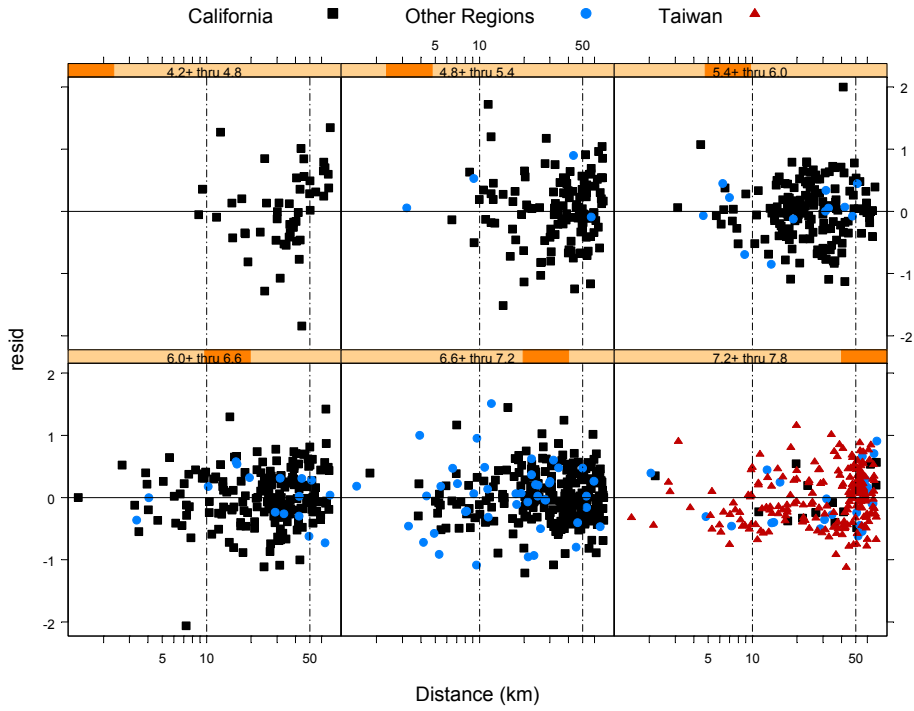 California Other Regions Taiwan
5 10 50
4.2+ thru 4.8 4.8+ thru 5.4 5.4+ thru 6.0
2
1
0
-1
-2
resid
6.0+ thru 6.6 6.6+ thru 7.2 7.2+ thru 7.8
2
1
0
-1
-2
5 10 50 5 10 50
Distance (km)